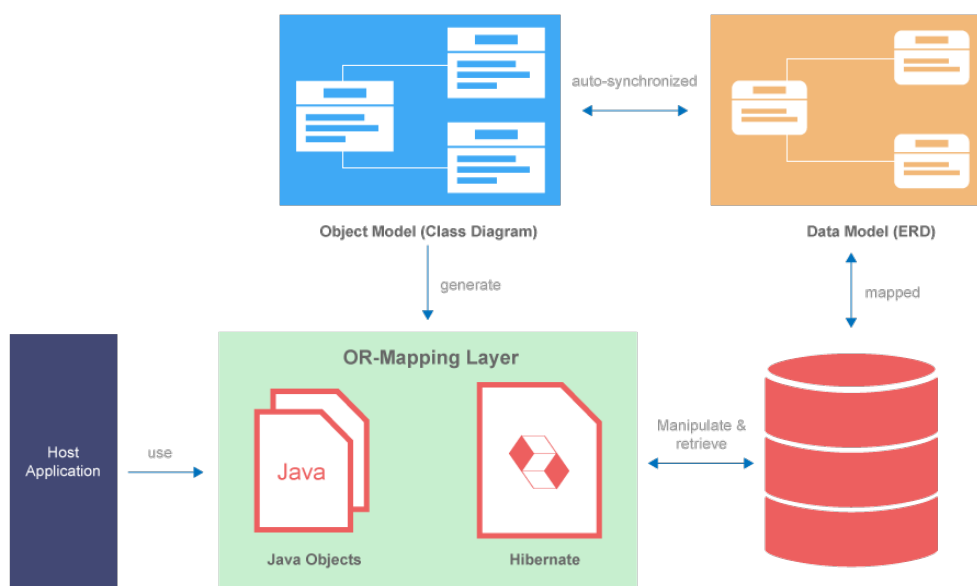 auto-synchronized
Object Model (Class Diagram)
Data Model (ERD)
generate
mapped
OR-Mapping Layer
Host
Application
use
Java
Manipulate &
retrieve
Java Objects
Hibernate